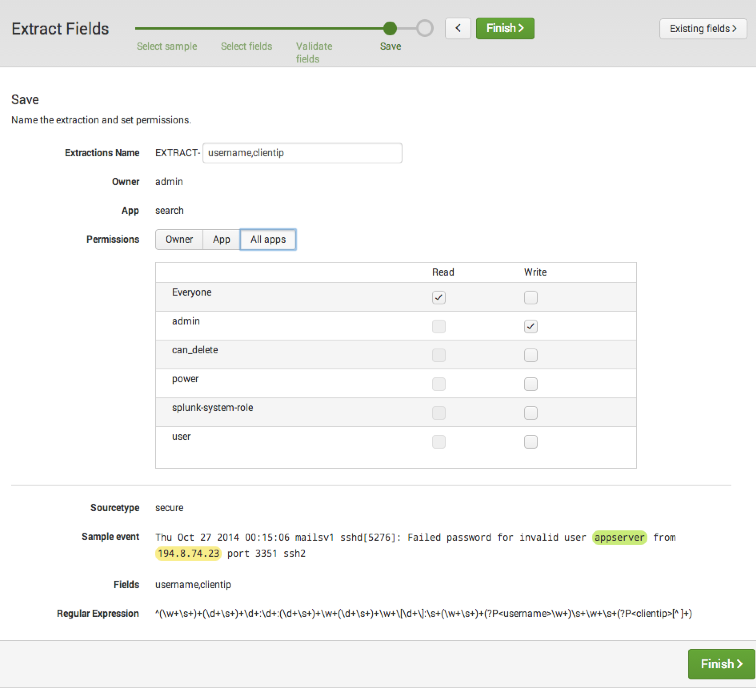 Extract Fields
Select sample
Select fields
Validate
fields
Save
<
Finish >
Existing fields >
Save
Name the extraction and set permissions.
Extractions Name EXTRACT- username,clientip
Owner admin
App search
Permissions Owner App All apps
Read Write
Everyone
admin
can_delete
power
splunk-system-role
user
Sourcetype secure
Sample event Thu Oct 27 2014 00:15:06 mailsv1 sshd[5276]: Failed password for invalid user appserver from
194.8.74.23 port 3351 ssh2
Fields username,clientip
Regular Expression ^(\w+\s+)+(\d+\s+)+\d+:\d+:(\d+\s+)+\w+(\d+\s+)+\w+\[\d+\]:\s+(\w+\s+)+(?P<username>\w+)\s+\w+\s+(?P<clientip>[^ ]+)
Finish >